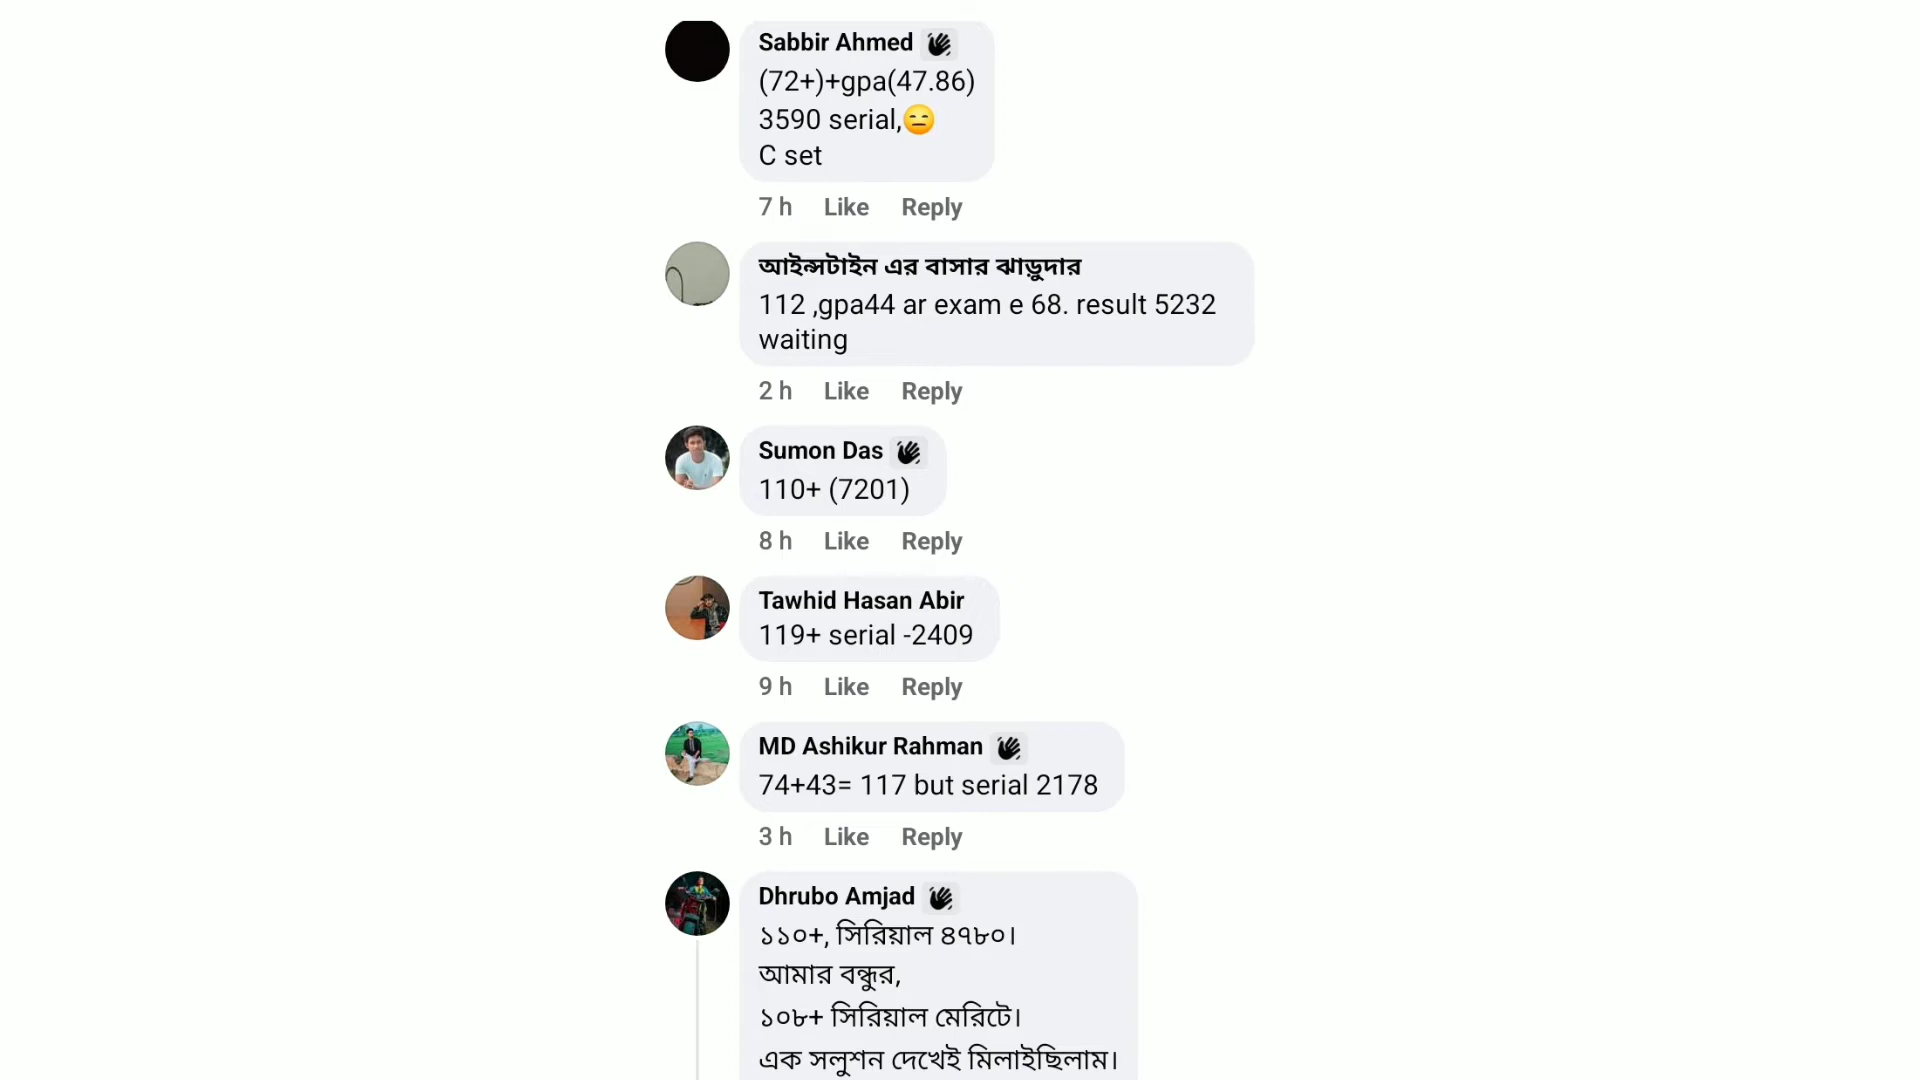 Sabbir Ahmed
(72+)+gpa(47.86)
3590 serial,😑
C set
7 h Like Reply
আইন্সটাইন এর বাসার ঝাড়ুদার
112 ,gpa44 ar exam e 68. result 5232
waiting
2 h Like Reply
Sumon Das
110+ (7201)
8 h Like Reply
Tawhid Hasan Abir
119+ serial -2409
9 h Like Reply
MD Ashikur Rahman
74+43= 117 but serial 2178
3 h Like Reply
Dhrubo Amjad
১১০+, সিরিয়াল ৪৭৮০।
আমার বন্ধুর,
১০৮+ সিরিয়াল মেরিটে।
এক সলুশন দেখেই মিলাইছিলাম।